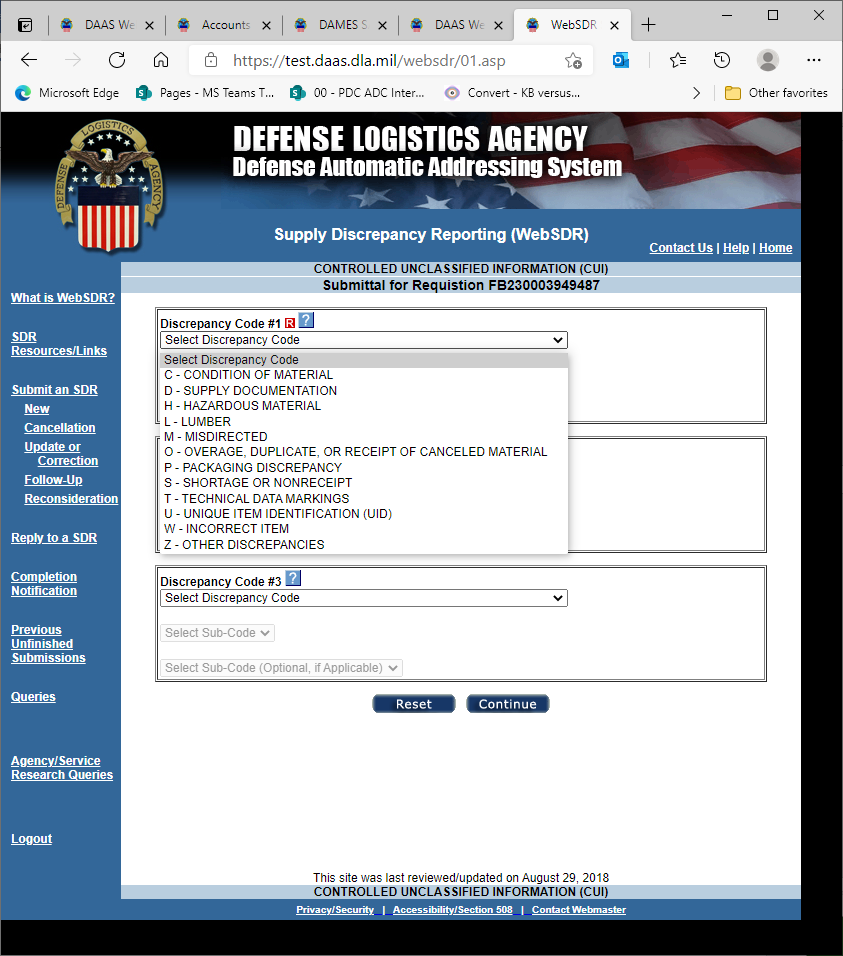 DAAS We
Accounts
DAMES S
DAAS We
WebSDR
https://test.daas.dla.mil/websdr/01.asp
Microsoft Edge
Pages - MS Teams T...
00 - PDC ADC Inter...
Convert - KB versus...
Other favorites
DEFENSE LOGISTICS AGENCY
DEFENSE LOGISTICS AGENCY
Defense Automatic Addressing System
Supply Discrepancy Reporting (WebSDR)
Contact Us | Help | Home
CONTROLLED UNCLASSIFIED INFORMATION (CUI)
Submittal for Requistion FB230003949487
What is WebSDR?
SDR
Resources/Links
Submit an SDR
New
Cancellation
Update or
Correction
Follow-Up
Reconsideration
Reply to a SDR
Completion
Notification
Previous
Unfinished
Submissions
Queries
Agency/Service
Research Queries
Logout
Discrepancy Code #1 R ?
Select Discrepancy Code
Select Discrepancy Code
C - CONDITION OF MATERIAL
D - SUPPLY DOCUMENTATION
H - HAZARDOUS MATERIAL
L - LUMBER
M - MISDIRECTED
O - OVERAGE, DUPLICATE, OR RECEIPT OF CANCELED MATERIAL
P - PACKAGING DISCREPANCY
S - SHORTAGE OR NONRECEIPT
T - TECHNICAL DATA MARKINGS
U - UNIQUE ITEM IDENTIFICATION (UID)
W - INCORRECT ITEM
Z - OTHER DISCREPANCIES
Discrepancy Code #3 ?
Select Discrepancy Code
Select Sub-Code
Select Sub-Code (Optional, if Applicable)
Reset
Continue
This site was last reviewed/updated on August 29, 2018
CONTROLLED UNCLASSIFIED INFORMATION (CUI)
Privacy/Security | Accessibility/Section 508 | Contact Webmaster